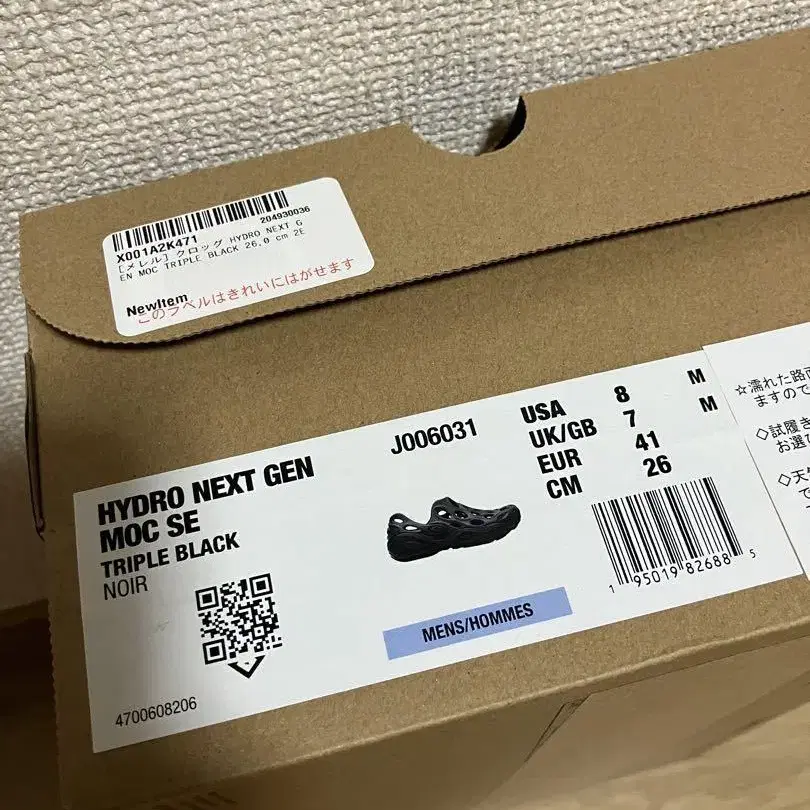 204930036
X001A2K471
[メレル] クロッグ HYDRO NEXT G
EN MOC TRIPLE BLACK 26.0 cm 2E
NewItem
このラベルはきれいにはがせます
HYDRO NEXT GEN
MOC SE
TRIPLE BLACK
NOIR
4700608206
J006031
MENS/HOMMES
USA 8 M
UK/GB 7 M
EUR 41
CM 26
1 95019 82688 5
☆濡れた路面
ますので
◇試履き
お選び
◇天然
で